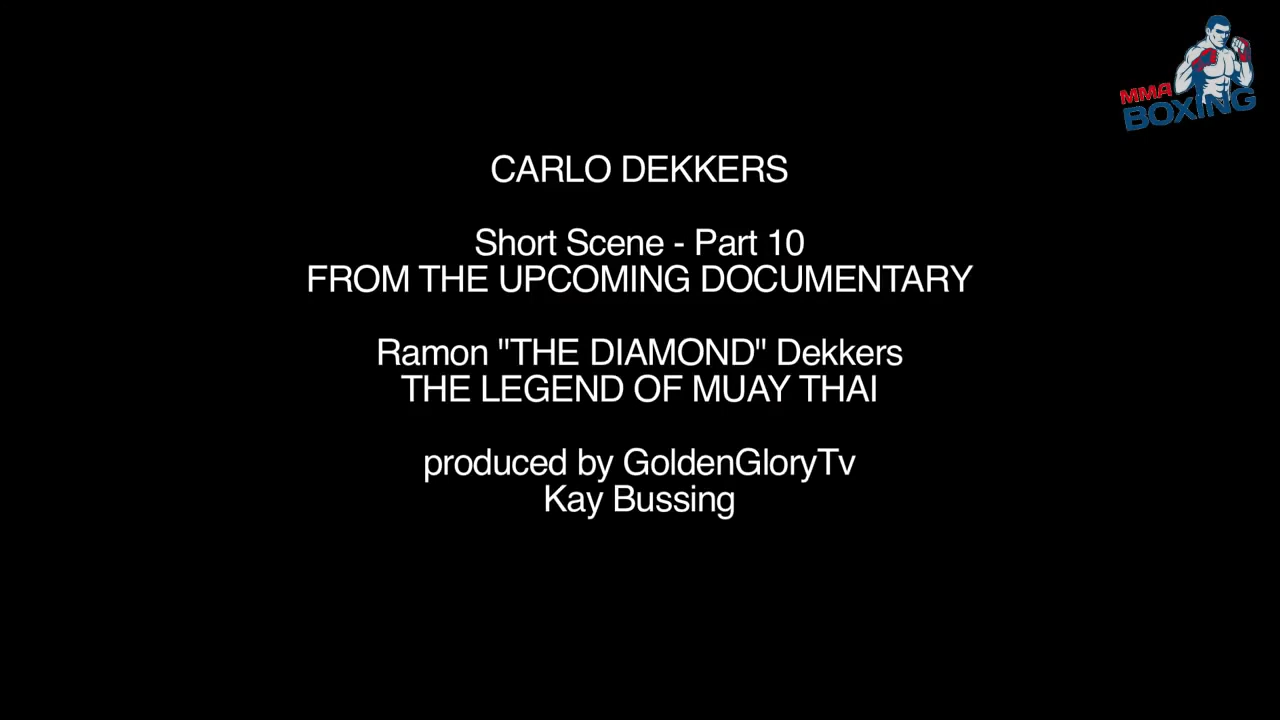 MMA
BOXING
CARLO DEKKERS
Short Scene - Part 10
FROM THE UPCOMING DOCUMENTARY
Ramon "THE DIAMOND" Dekkers
THE LEGEND OF MUAY THAI
produced by GoldenGloryTv
Kay Bussing